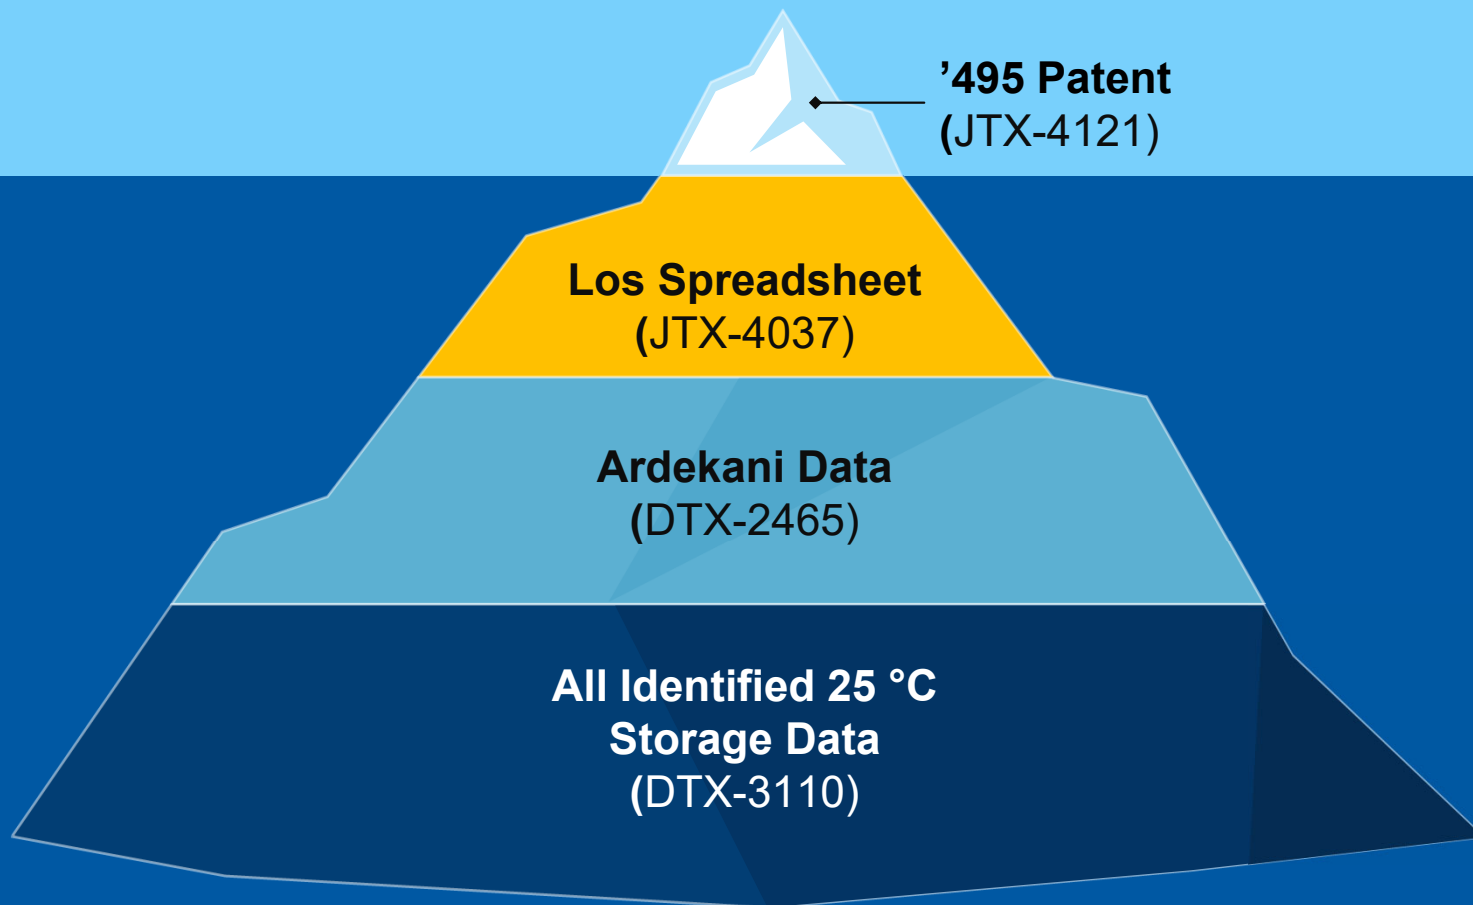 ’495 Patent
(JTX-4121)
Los Spreadsheet
(JTX-4037)
Ardekani Data
(DTX-2465)
All Identified 25 °C
Storage Data
(DTX-3110)